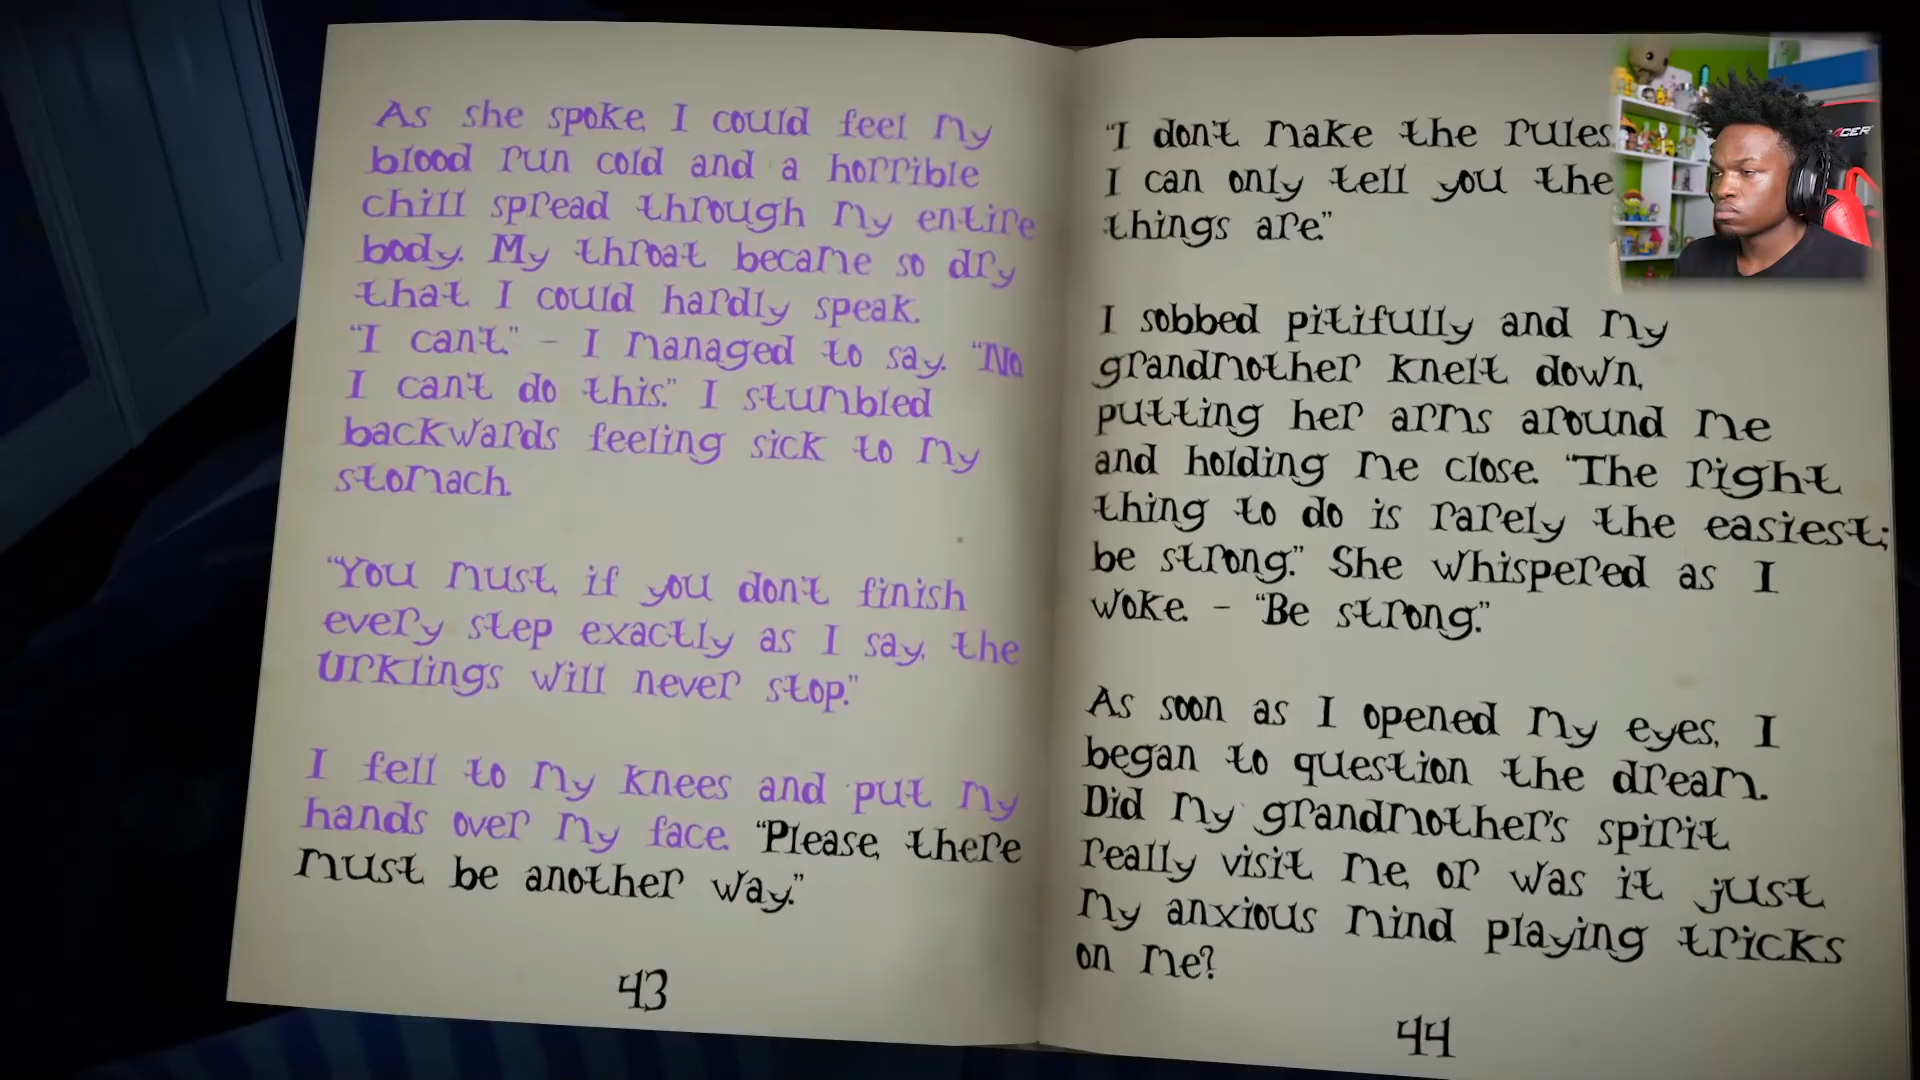 As she spoke, I could feel my
blood run cold and a horrible
chill spread through my entire
body. My throat became so dry
that I could hardly speak.
"I can't." - I managed to say. "No
I can't do this." I stumbled
backwards feeling sick to my
stomach.
"You must, if you don't finish
every step exactly as I say, the
Urklings will never stop."
I fell to my knees and put my
hands over my face. "Please, there
must be another way."
43
"I don't make the rules,
I can only tell you the
things are."
I sobbed pitifully and my
grandmother knelt down,
putting her arms around me
and holding me close. "The right
thing to do is rarely the easiest;
be strong." She whispered as I
woke. - "Be strong."
As soon as I opened my eyes, I
began to question the dream.
Did my grandmother's spirit
really visit me, or was it just
my anxious mind playing tricks
on me?
44